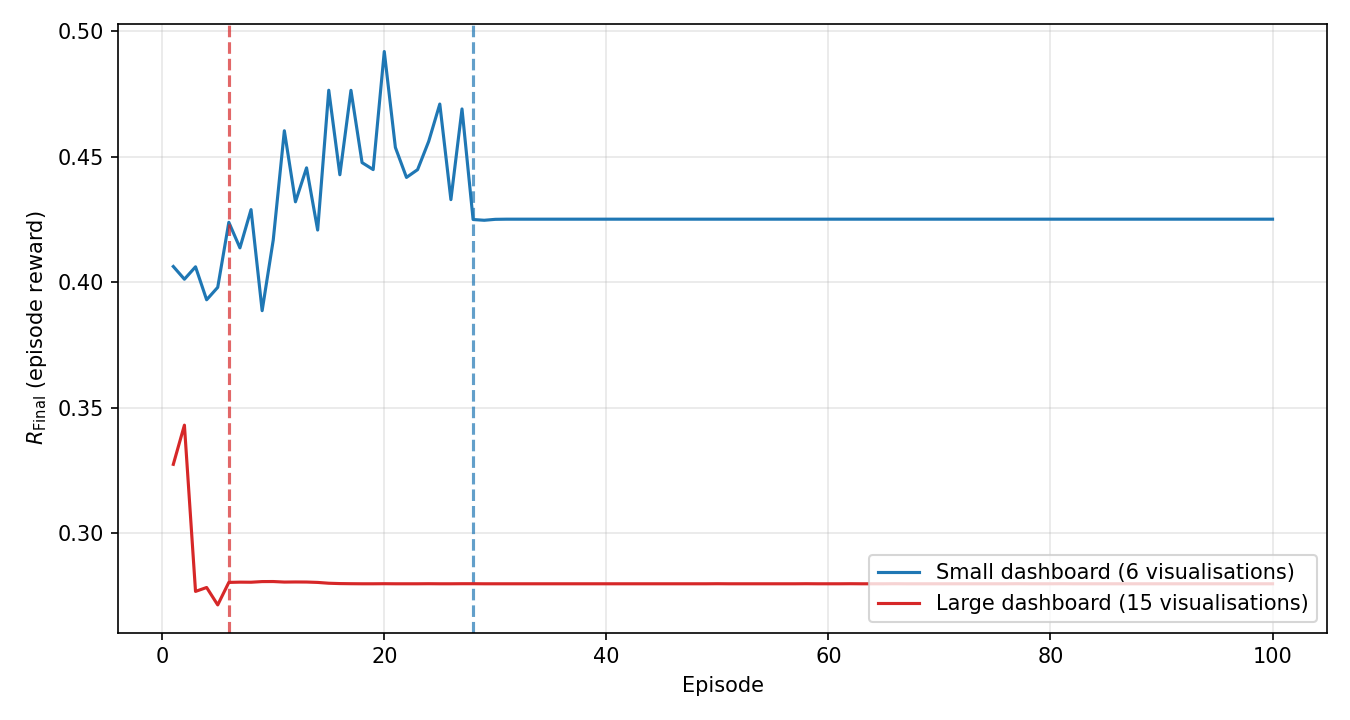 0.50
0.45
0.40
0.35
0.30
R_Final (episode reward)
Small dashboard (6 visualisations)
Large dashboard (15 visualisations)
0 20 40 60 80 100
Episode